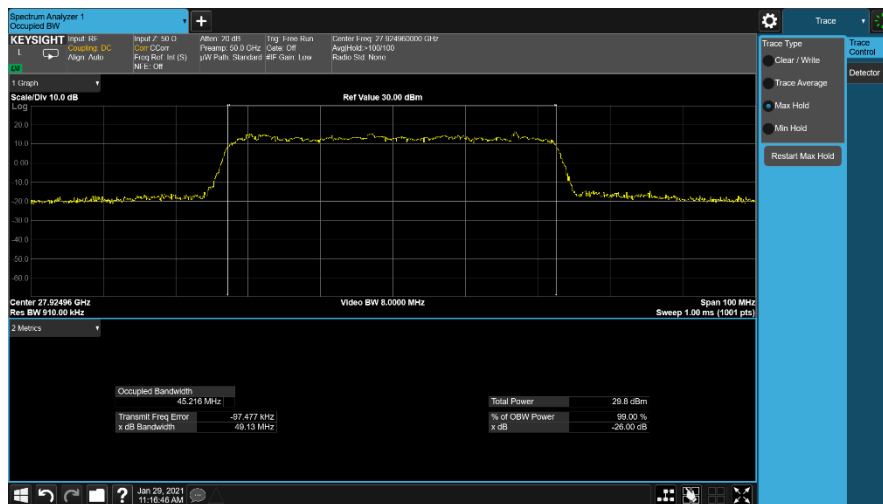 Spectrum Analyzer 1
Occupied BW
+
Trace
KEYSIGHT
L
LXI
Input: RF
Coupling: DC
Align: Auto
Input Z: 50 Ω
Corr CCorr
Freq Ref: Int (S)
NFE: Off
Atten: 20 dB
Preamp: 50.0 GHz
µW Path: Standard
Trig: Free Run
Gate: Off
#IF Gain: Low
Center Freq: 27.924960000 GHz
Avg|Hold:>100/100
Radio Std: None
Trace Type
Clear / Write
Trace Average
Max Hold
Min Hold
Restart Max Hold
Trace
Control
Detector
1 Graph
Scale/Div 10.0 dB
Ref Value 30.00 dBm
Log
20.0
10.0
0.00
-10.0
-20.0
-30.0
-40.0
-50.0
-60.0
Center 27.92496 GHz
Video BW 8.0000 MHz
Span 100 MHz
Res BW 910.00 kHz
Sweep 1.00 ms (1001 pts)
2 Metrics
Occupied Bandwidth
45.216 MHz
Total Power 29.8 dBm
Transmit Freq Error -97.477 kHz
% of OBW Power 99.00 %
x dB Bandwidth 49.13 MHz
x dB -26.00 dB
?
Jan 29, 2021
11:16:46 AM